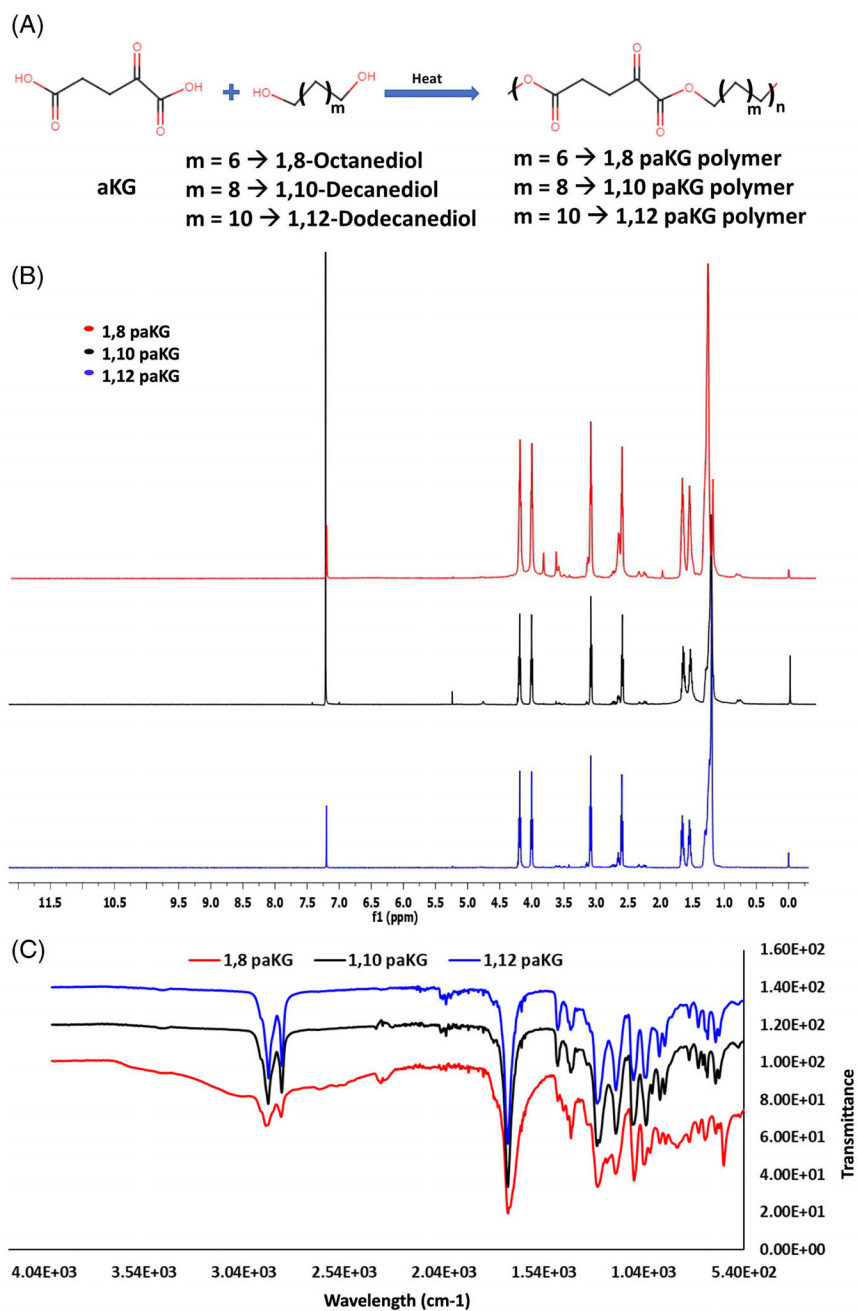 (A)
HO
O
O
OH
O
+
HO
( )m
OH
Heat
( O
O
O
O
O
( )m
)n
aKG
m = 6 → 1,8-Octanediol
m = 8 → 1,10-Decanediol
m = 10 → 1,12-Dodecanediol
m = 6 → 1,8 paKG polymer
m = 8 → 1,10 paKG polymer
m = 10 → 1,12 paKG polymer
(B)
1,8 paKG
1,10 paKG
1,12 paKG
11.5 10.5 9.5 9.0 8.5 8.0 7.5 7.0 6.5 6.0 5.5 5.0 4.5 4.0 3.5 3.0 2.5 2.0 1.5 1.0 0.5 0.0
f1 (ppm)
(C)
1,8 paKG 1,10 paKG 1,12 paKG
1.60E+02
1.40E+02
1.20E+02
1.00E+02
8.00E+01
6.00E+01
4.00E+01
2.00E+01
0.00E+00
Transmittance
4.04E+03 3.54E+03 3.04E+03 2.54E+03 2.04E+03 1.54E+03 1.04E+03 5.40E+02
Wavelength (cm-1)